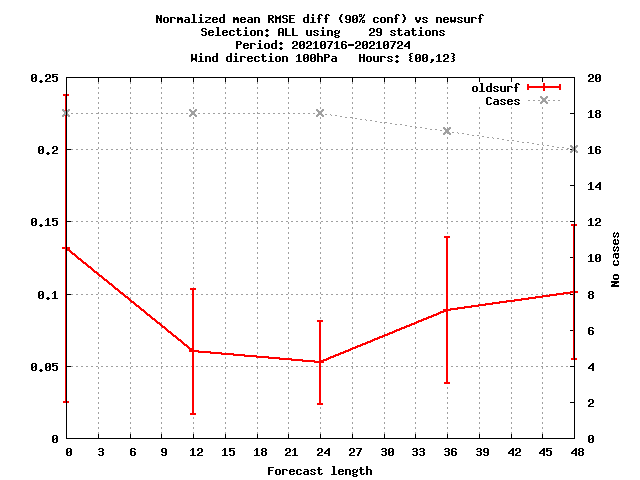 Normalized mean RMSE diff (90% conf) vs newsurf
Selection: ALL using    29 stations
Period: 20210716-20210724
Wind direction 100hPa   Hours: {00,12}
oldsurf
Cases
0.25
0.2
0.15
0.1
0.05
0
20
18
16
14
12
10
8
6
4
2
0
No cases
0 3 6 9 12 15 18 21 24 27 30 33 36 39 42 45 48
Forecast length